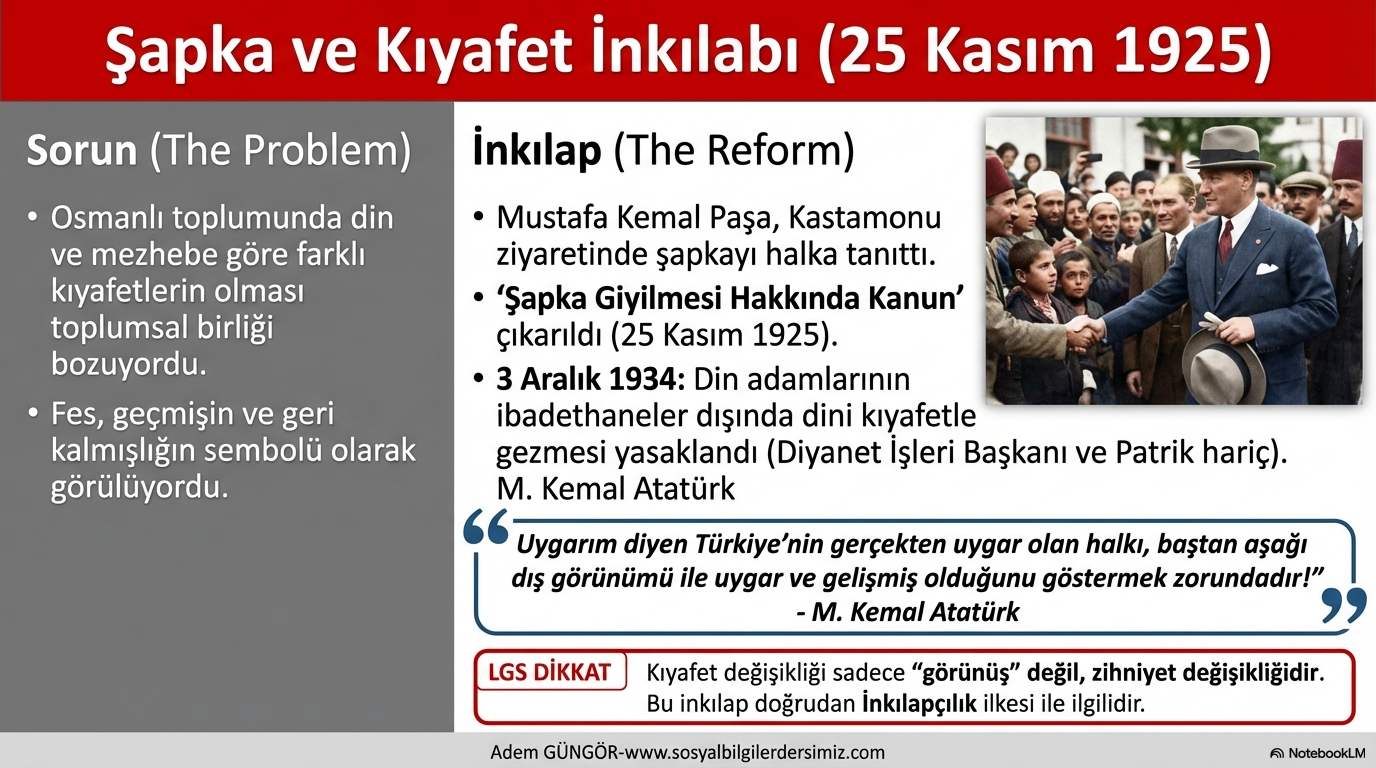 Şapka ve Kıyafet İnkılabı (25 Kasım 1925)
Sorun (The Problem)
• Osmanlı toplumunda din
ve mezhebe göre farklı
kıyafetlerin olması
toplumsal birliği
bozuyordu.
• Fes, geçmişin ve geri
kalmışlığın sembolü olarak
görülüyordu.
İnkılap (The Reform)
• Mustafa Kemal Paşa, Kastamonu
ziyaretinde şapkayı halka tanıttı.
• ‘Şapka Giyilmesi Hakkında Kanun’
çıkarıldı (25 Kasım 1925).
• 3 Aralık 1934: Din adamlarının
ibadethaneler dışında dini kıyafetle
gezmesi yasaklandı (Diyanet İşleri Başkanı ve Patrik hariç).
M. Kemal Atatürk
“Uygarım diyen Türkiye’nin gerçekten uygar olan halkı, baştan aşağı
dış görünümü ile uygar ve gelişmiş olduğunu göstermek zorundadır!”
- M. Kemal Atatürk ”
LGS DİKKAT
Kıyafet değişikliği sadece “görünüş” değil, zihniyet değişikliğidir.
Bu inkılap doğrudan İnkılapçılık ilkesi ile ilgilidir.
Adem GÜNGÖR-www.sosyalbilgilerdersimiz.com
NotebookLM